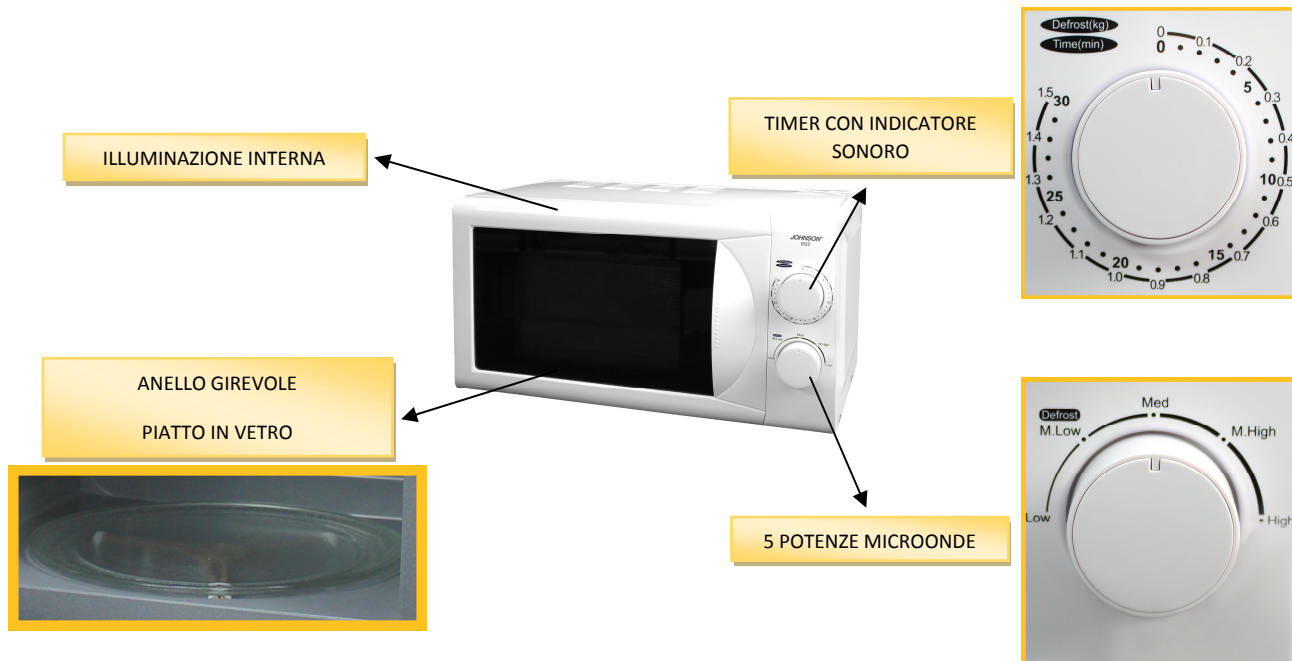 ILLUMINAZIONE INTERNA
TIMER CON INDICATORE
SONORO
ANELLO GIREVOLE
PIATTO IN VETRO
5 POTENZE MICROONDE
JOHNSON
Defrost(kg)
Time(min)
0
0.1
0
0.2
5
0.3
0.4
10
0.5
0.6
15
0.7
0.8
0.9
20
1.0
1.1
1.2
25
1.3
1.4
30
1.5
Defrost
M.Low
Med
M.High
Low
High